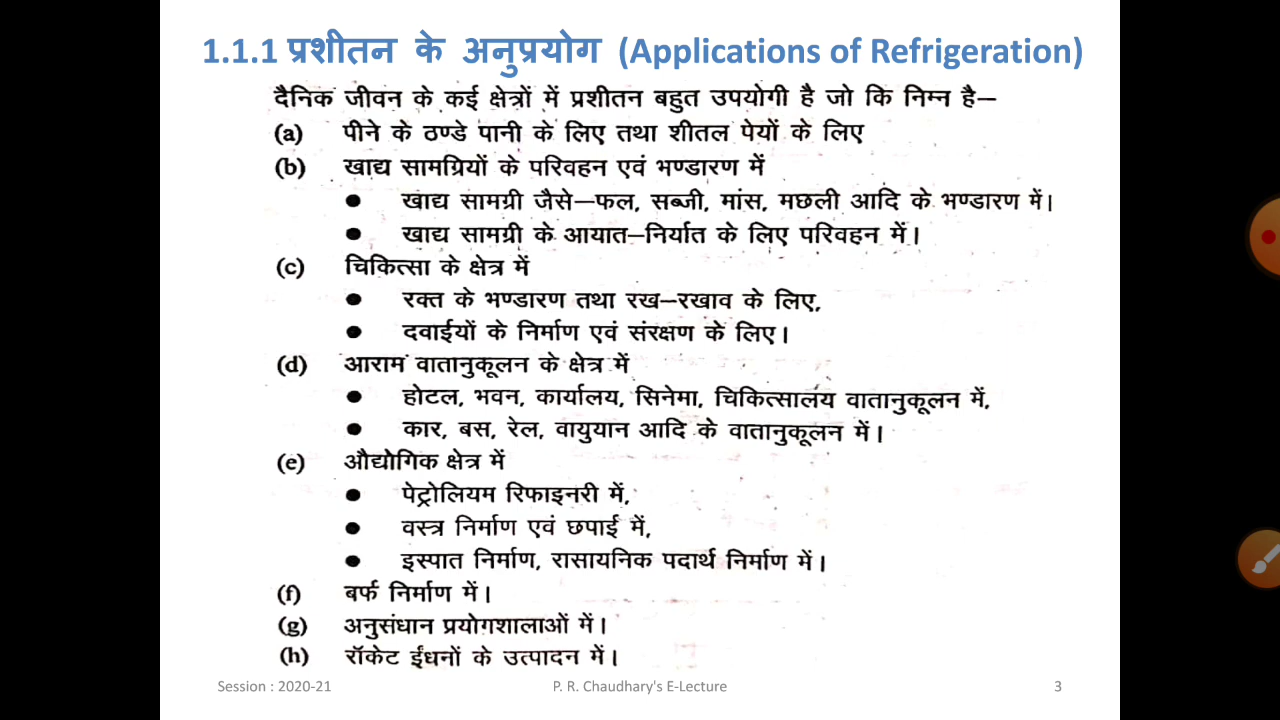 1.1.1 प्रशीतन के अनुप्रयोग (Applications of Refrigeration)
दैनिक जीवन के कई क्षेत्रों में प्रशीतन बहुत उपयोगी है जो कि निम्न है—
(a) पीने के ठण्डे पानी के लिए तथा शीतल पेयों के लिए
(b) खाद्य सामग्रियों के परिवहन एवं भण्डारण में
● खाद्य सामग्री जैसे—फल, सब्जी, मांस, मछली आदि के भण्डारण में।
● खाद्य सामग्री के आयात—निर्यात के लिए परिवहन में।
(c) चिकित्सा के क्षेत्र में
● रक्त के भण्डारण तथा रख—रखाव के लिए,
● दवाईयों के निर्माण एवं संरक्षण के लिए।
(d) आराम वातानुकूलन के क्षेत्र में
● होटल, भवन, कार्यालय, सिनेमा, चिकित्सालय वातानुकूलन में,
● कार, बस, रेल, वायुयान आदि के वातानुकूलन में।
(e) औद्योगिक क्षेत्र में
● पेट्रोलियम रिफाइनरी में,
● वस्त्र निर्माण एवं छपाई में,
● इस्पात निर्माण, रासायनिक पदार्थ निर्माण में।
(f) बर्फ निर्माण में।
(g) अनुसंधान प्रयोगशालाओं में।
(h) रॉकेट ईंधनों के उत्पादन में।
Session : 2020-21 P. R. Chaudhary's E-Lecture 3